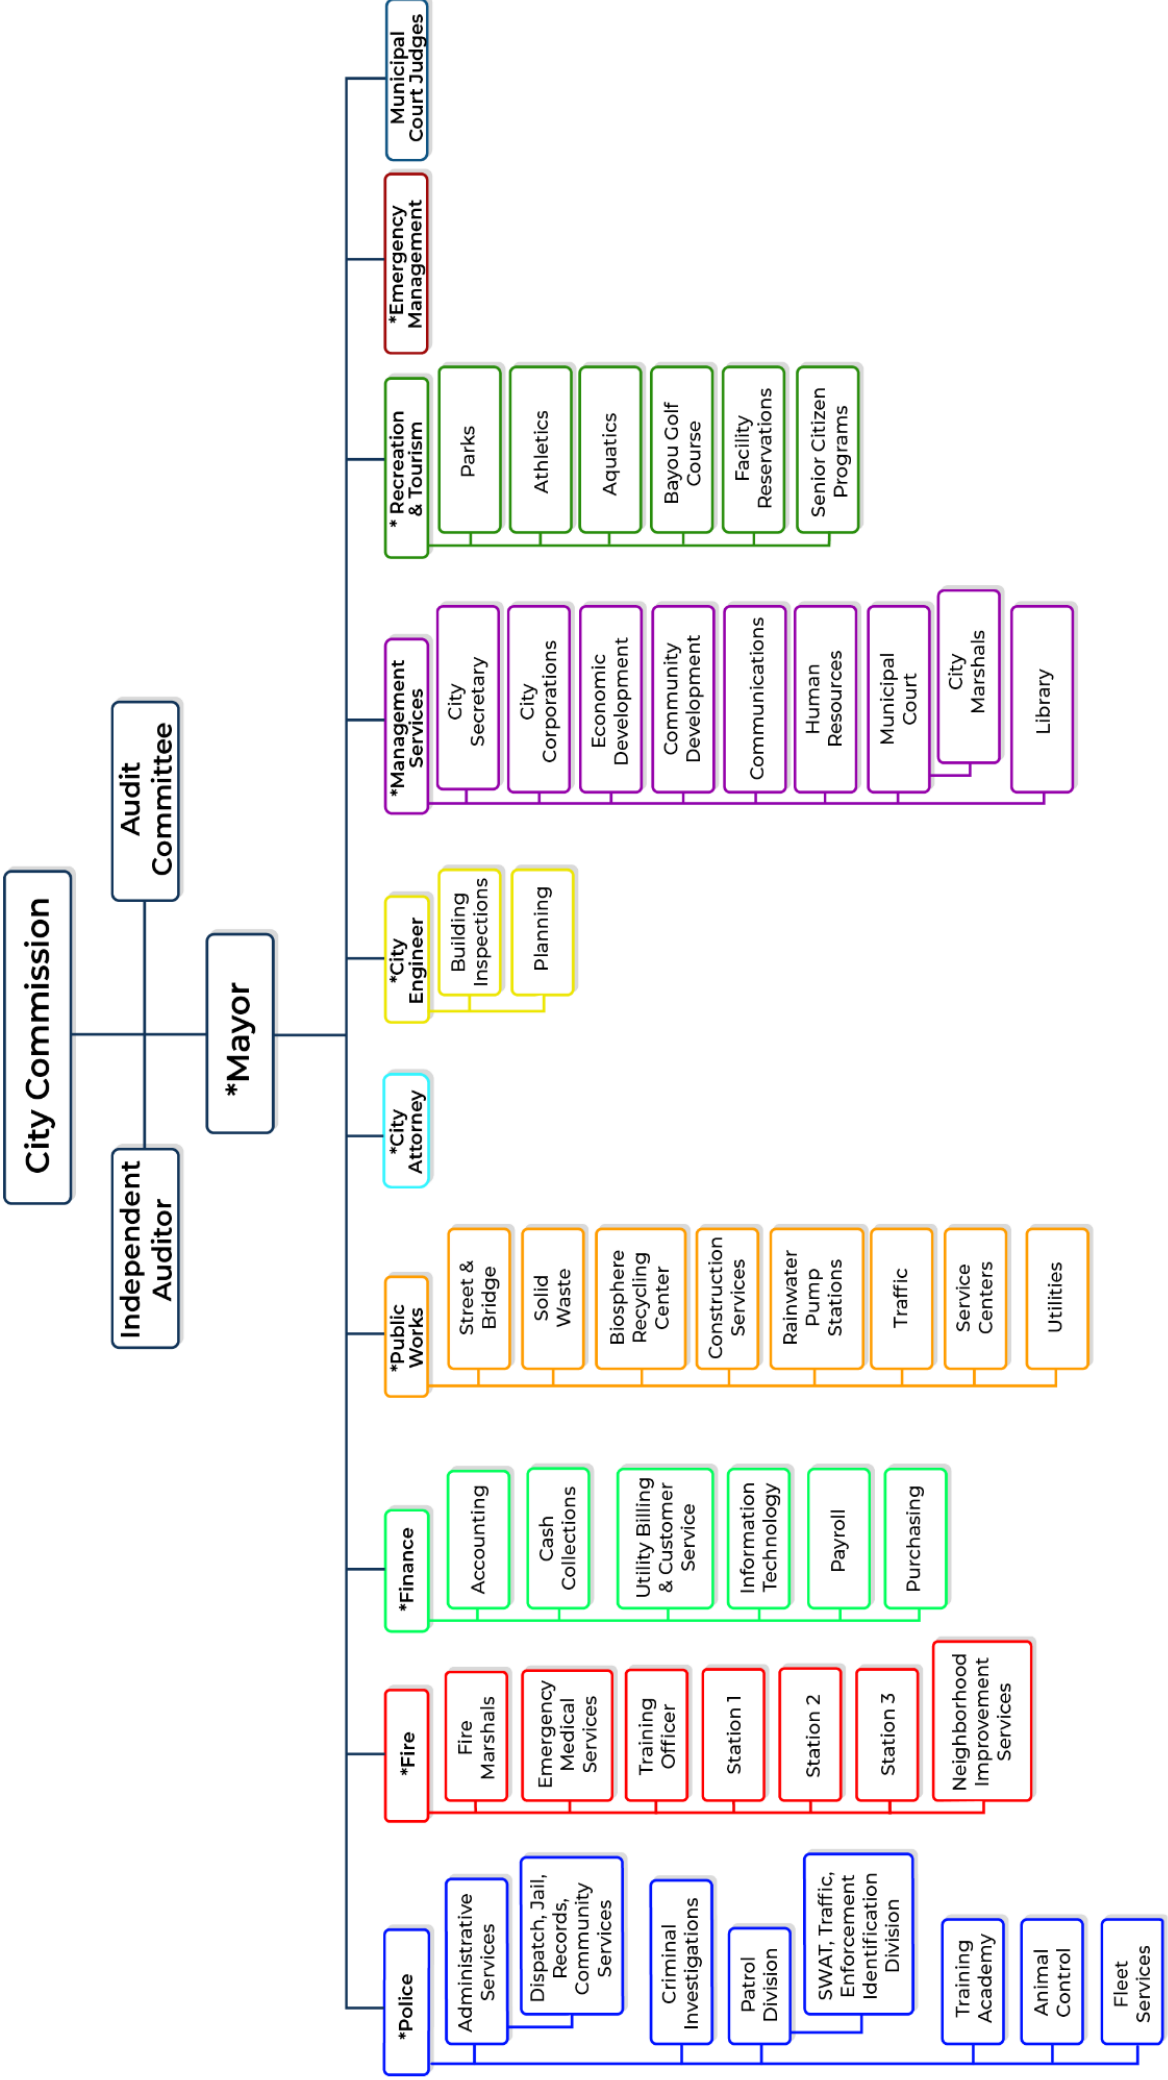 City Commission
Independent
Auditor
Audit
Committee
*Mayor
*Police
Administrative
Services
Dispatch, Jail,
Records,
Community
Services
Criminal
Investigations
Patrol
Division
SWAT, Traffic,
Enforcement
Identification
Division
Training
Academy
Animal
Control
Fleet
Services
*Fire
Fire
Marshals
Emergency
Medical
Services
Training
Officer
Station 1
Station 2
Station 3
Neighborhood
Improvement
Services
*Finance
Accounting
Cash
Collections
Utility Billing
& Customer
Service
Information
Technology
Payroll
Purchasing
*Public
Works
Street &
Bridge
Solid
Waste
Biosphere
Recycling
Center
Construction
Services
Rainwater
Pump
Stations
Traffic
Service
Centers
Utilities
*City
Attorney
*City
Engineer
Building
Inspections
Planning
*Management
Services
City
Secretary
City
Corporations
Economic
Development
Community
Development
Communications
Human
Resources
Municipal
Court
City
Marshals
Library
* Recreation
& Tourism
Parks
Athletics
Aquatics
Bayou Golf
Course
Facility
Reservations
Senior Citizen
Programs
*Emergency
Management
Municipal
Court Judges